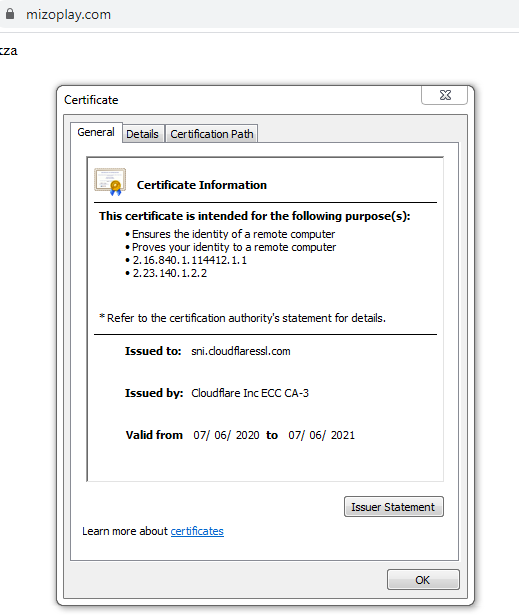 mizoplay.com
kza
Certificate
General Details Certification Path
Certificate Information
This certificate is intended for the following purpose(s):
• Ensures the identity of a remote computer
• Proves your identity to a remote computer
• 2.16.840.1.114412.1.1
• 2.23.140.1.2.2
* Refer to the certification authority's statement for details.
Issued to: sni.cloudflaressl.com
Issued by: Cloudflare Inc ECC CA-3
Valid from 07/ 06/ 2020 to 07/ 06/ 2021
Issuer Statement
Learn more about certificates
OK